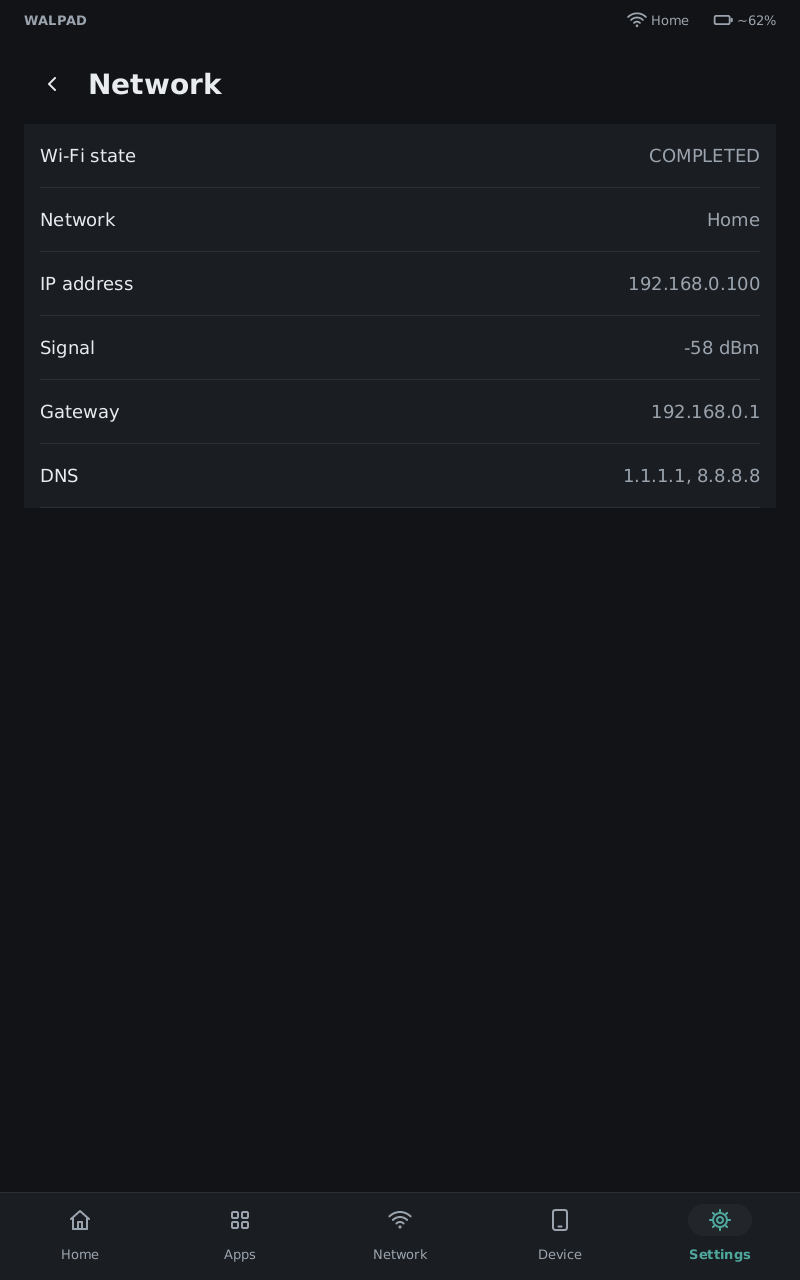 WALPAD Home ~62%
Network
Wi-Fi state COMPLETED
Network Home
IP address 192.168.0.100
Signal -58 dBm
Gateway 192.168.0.1
DNS 1.1.1.1, 8.8.8.8
Home Apps Network Device Settings